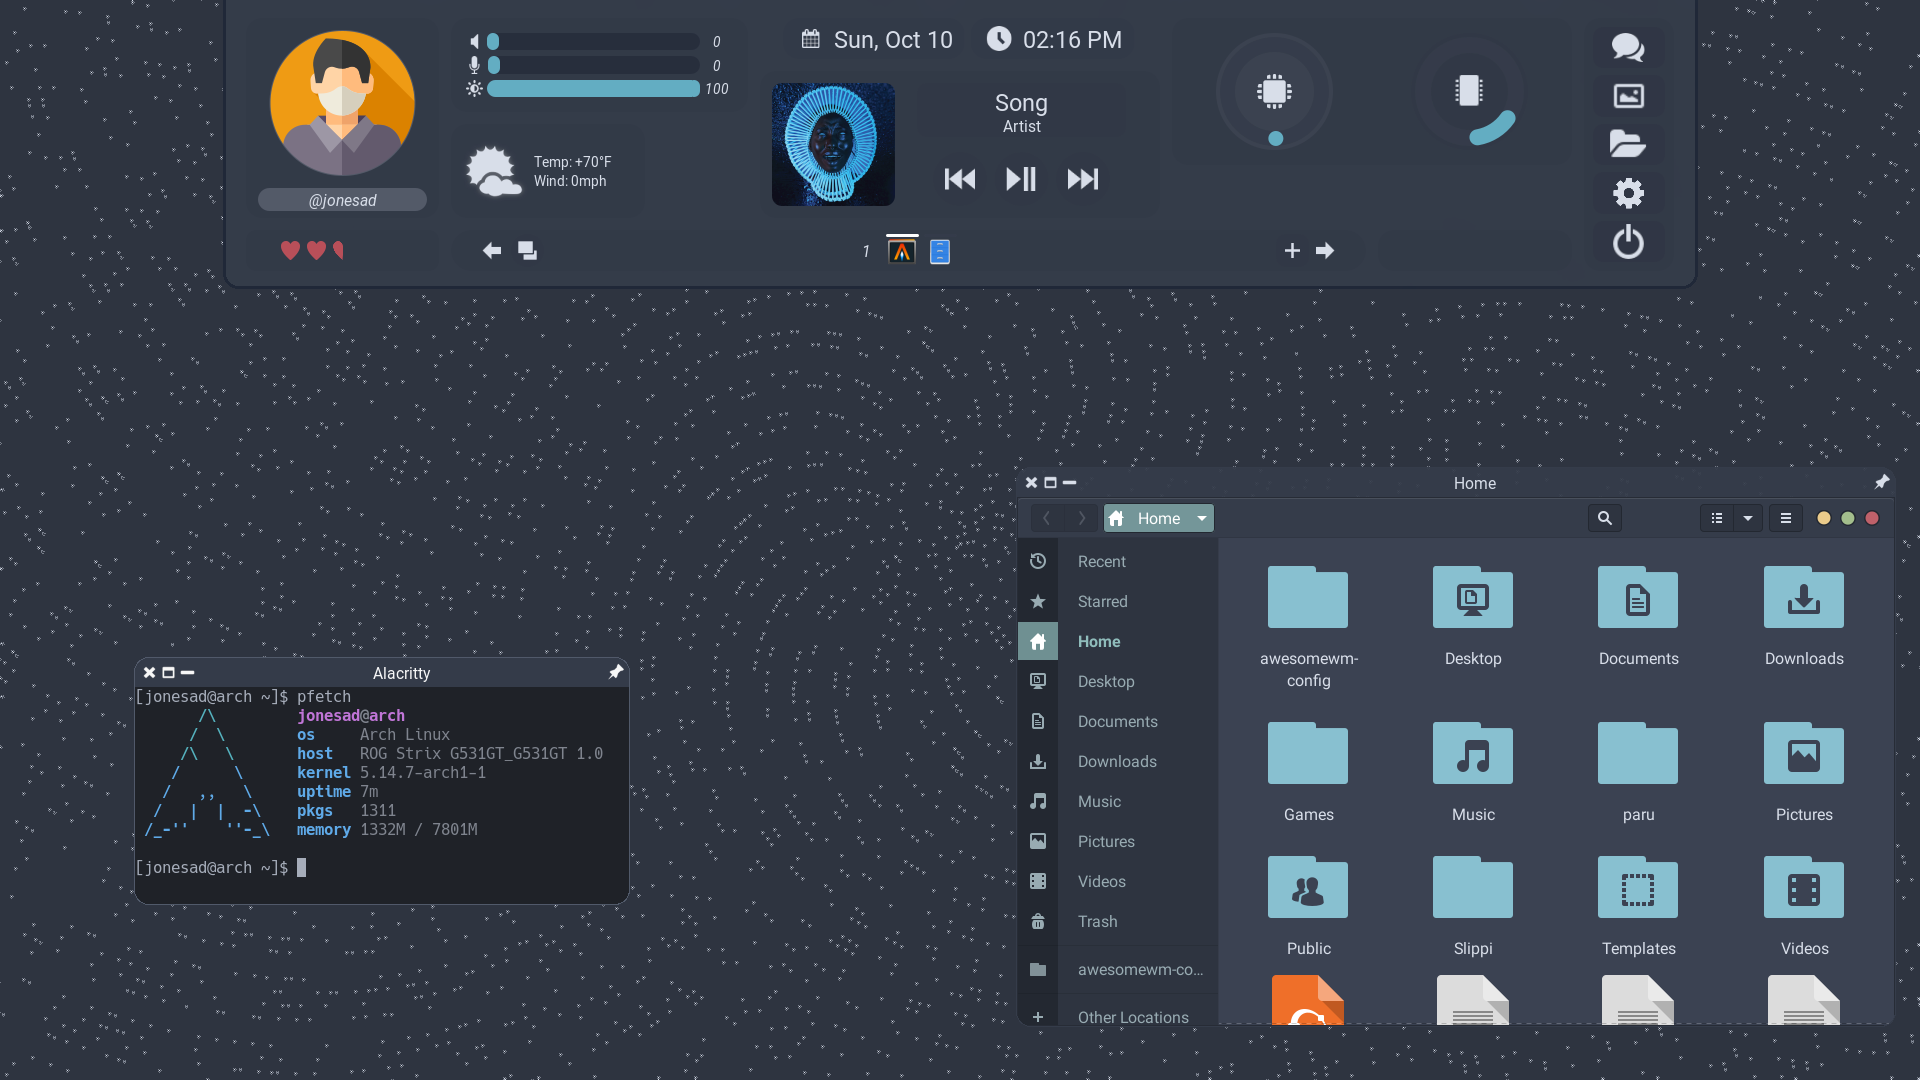 0
0
100
@jonesad
Temp: +70°F
Wind: 0mph
Sun, Oct 10
02:16 PM
Song
Artist
1
Alacritty
[jonesad@arch ~]$ pfetch
/\ jonesad@arch
/ \ os Arch Linux
/\ \ host ROG Strix G531GT_G531GT 1.0
/ \ kernel 5.14.7-arch1-1
/ ,, \ uptime 7m
/ | | -\ pkgs 1311
/_-'' ''-_\ memory 1332M / 7801M
[jonesad@arch ~]$
Home
Home
Recent
Starred
Home
Desktop
Documents
Downloads
Music
Pictures
Videos
Trash
awesomewm-co...
Other Locations
awesomewm-
config
Desktop
Documents
Downloads
Games
Music
paru
Pictures
Public
Slippi
Templates
Videos